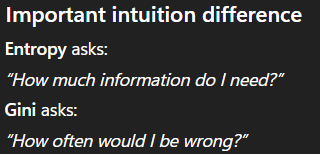 Important intuition difference
Entropy asks:
“How much information do I need?”
Gini asks:
“How often would I be wrong?”